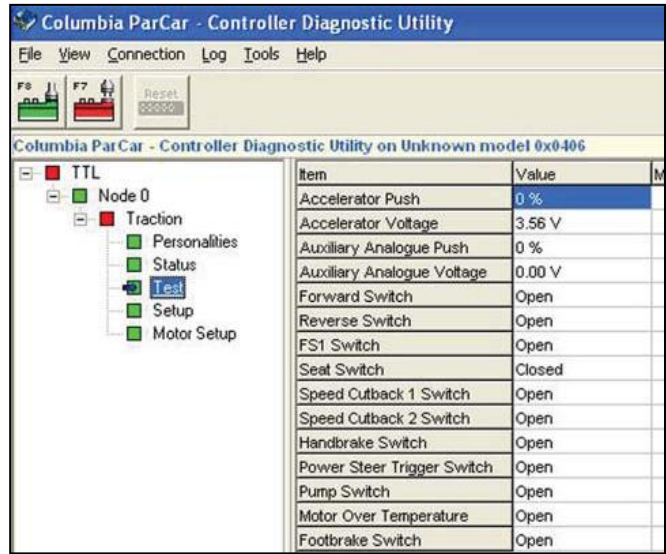 Columbia ParCar - Controller Diagnostic Utility
File View Connection Log Tools Help
F8 F7 Reset
Columbia ParCar - Controller Diagnostic Utility on Unknown model 0x0406
TTL
Node 0
Traction
Personalities
Status
Test
Setup
Motor Setup
Item Value M
Accelerator Push 0 %
Accelerator Voltage 3.56 V
Auxiliary Analogue Push 0 %
Auxiliary Analogue Voltage 0.00 V
Forward Switch Open
Reverse Switch Open
FS1 Switch Open
Seat Switch Closed
Speed Cutback 1 Switch Open
Speed Cutback 2 Switch Open
Handbrake Switch Open
Power Steer Trigger Switch Open
Pump Switch Open
Motor Over Temperature Open
Footbrake Switch Open